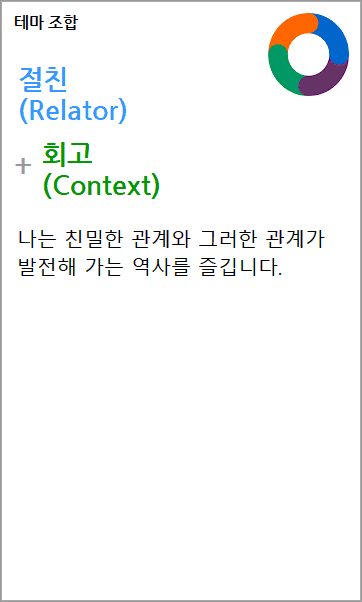 테마 조합
절친
(Relator)
+ 회고
(Context)
나는 친밀한 관계와 그러한 관계가
발전해 가는 역사를 즐깁니다.